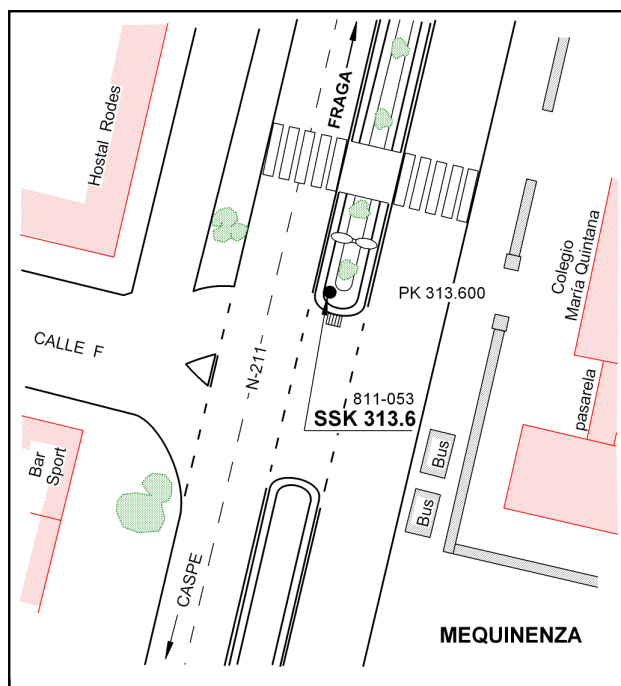 FRAGA
Hostal Rodes
Colegio
María Quintana
PK 313.600
CALLE F
N-211
811-053
SSK 313.6
pasarela
Bar
Sport
Bus
Bus
CASPE
MEQUINENZA